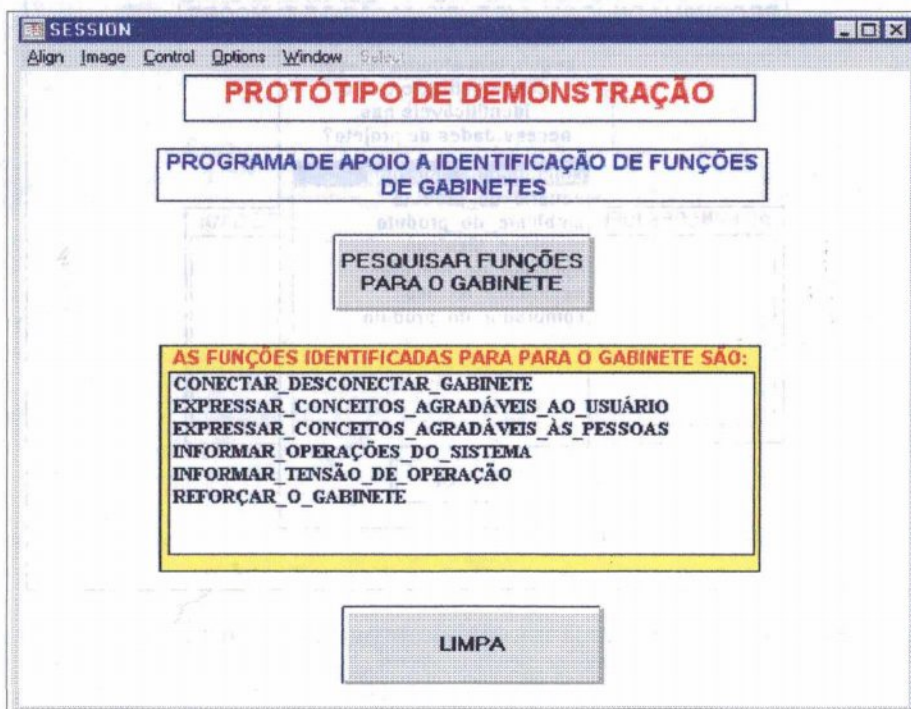 SESSION
Align Image Control Options Window Select
PROTÓTIPO DE DEMONSTRAÇÃO
PROGRAMA DE APOIO A IDENTIFICAÇÃO DE FUNÇÕES
DE GABINETES
PESQUISAR FUNÇÕES
PARA O GABINETE
AS FUNÇÕES IDENTIFICADAS PARA PARA O GABINETE SÃO:
CONECTAR_DESCONECTAR_GABINETE
EXPRESSAR_CONCEITOS_AGRADÁVEIS_AO_USUÁRIO
EXPRESSAR_CONCEITOS_AGRADÁVEIS_ÀS_PESSOAS
INFORMAR_OPERAÇÕES_DO_SISTEMA
INFORMAR_TENSÃO_DE_OPERAÇÃO
REFORÇAR_O_GABINETE
LIMPA